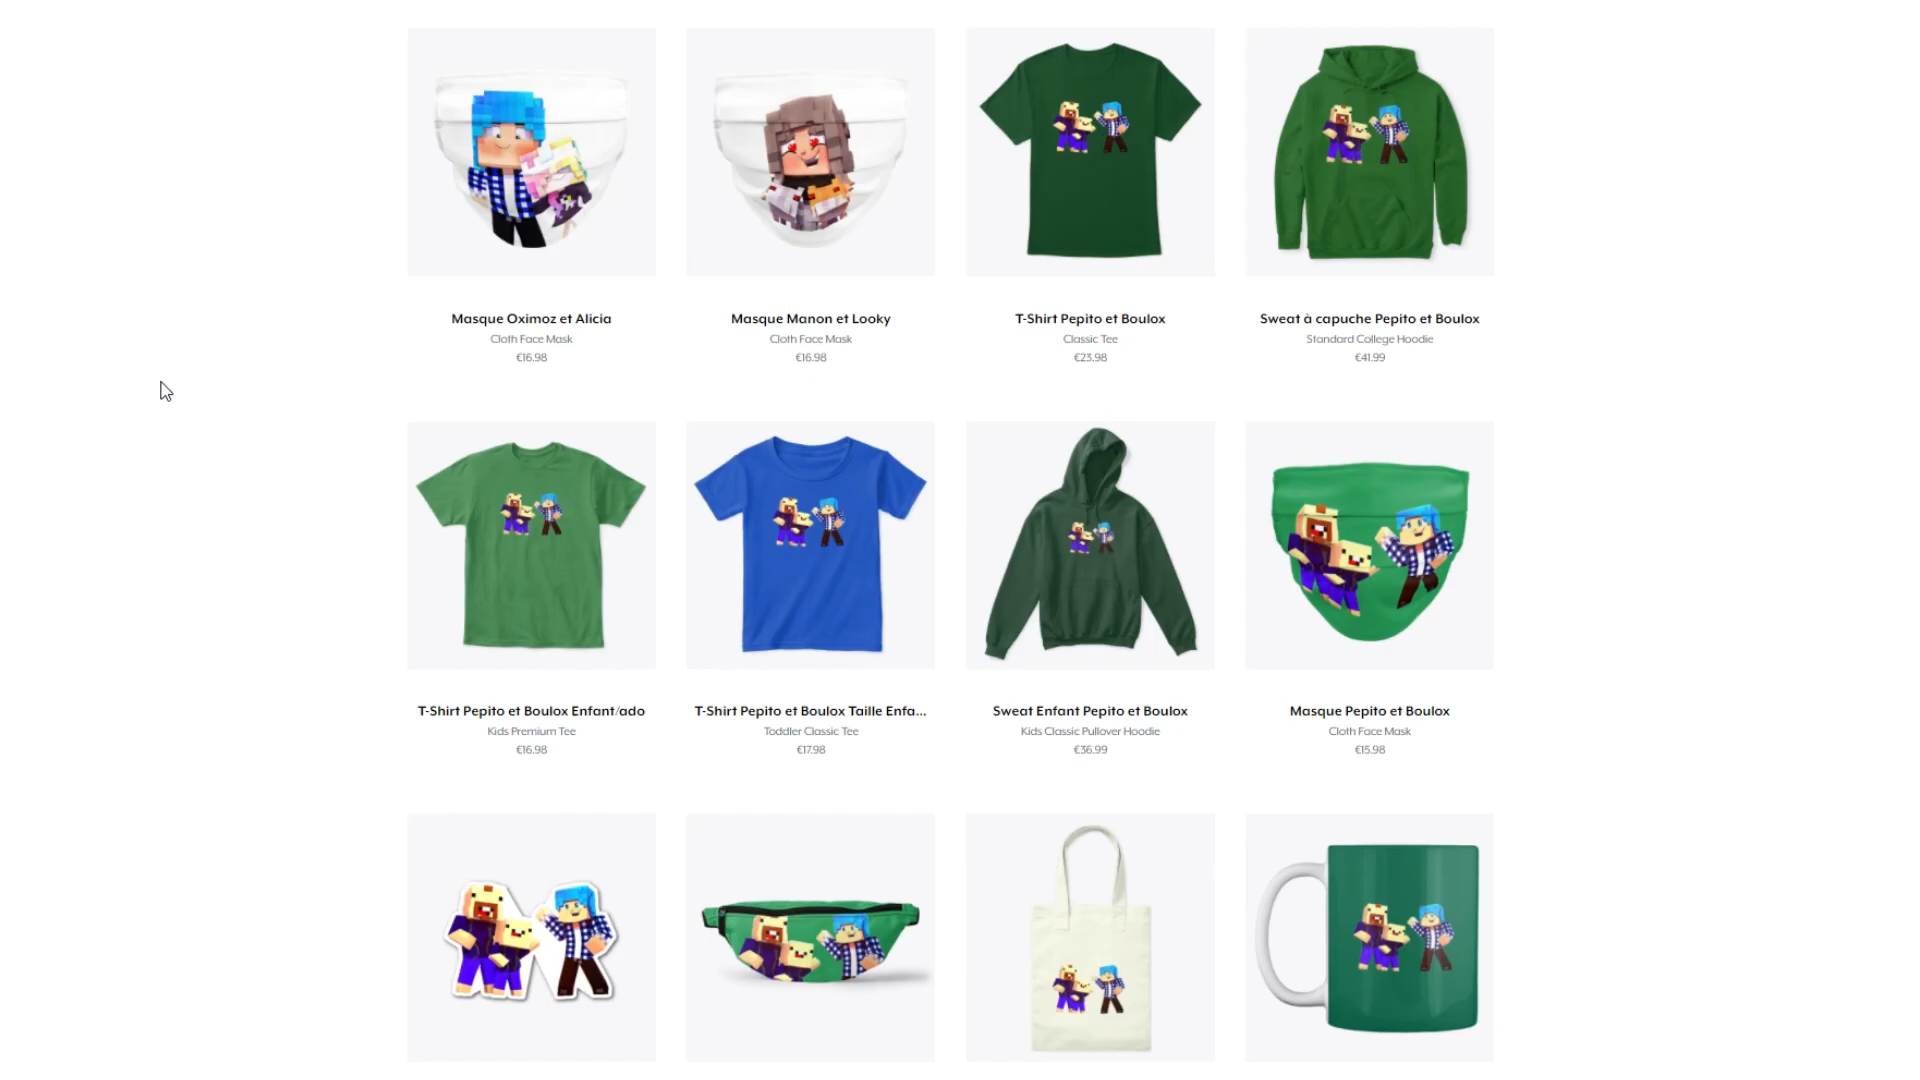 Masque Oximoz et Alicia
Cloth Face Mask
€16.98
Masque Manon et Looky
Cloth Face Mask
€16.98
T-Shirt Pepito et Boulox
Classic Tee
€23.98
Sweat à capuche Pepito et Boulox
Standard College Hoodie
€41.99
T-Shirt Pepito et Boulox Enfant/ado
Kids Premium Tee
€16.98
T-Shirt Pepito et Boulox Taille Enfa...
Toddler Classic Tee
€17.98
Sweat Enfant Pepito et Boulox
Kids Classic Pullover Hoodie
€36.99
Masque Pepito et Boulox
Cloth Face Mask
€15.98